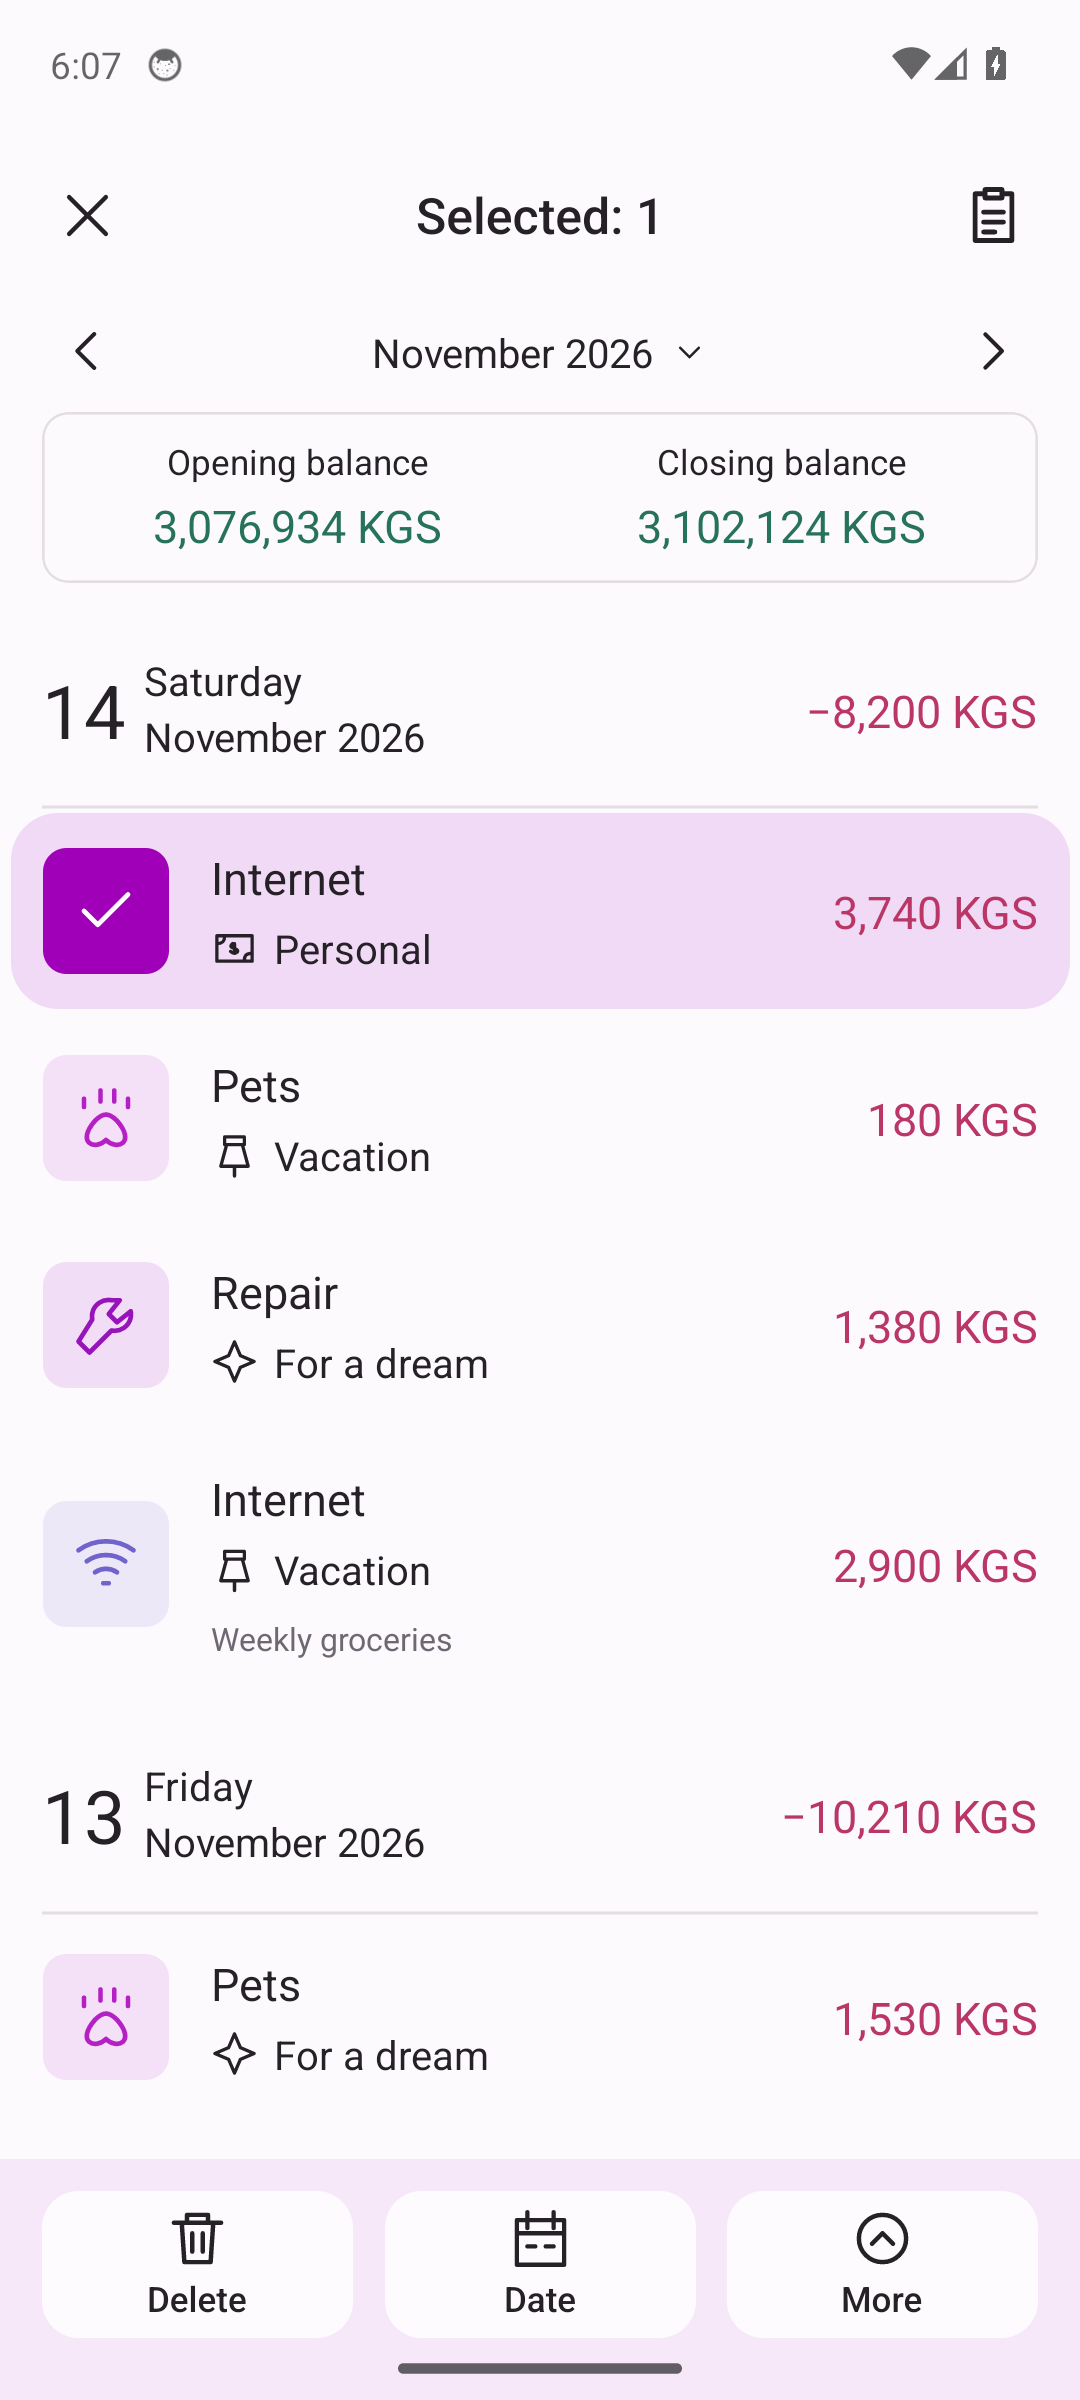 6:07
Selected: 1
November 2026
Opening balance
Closing balance
3,076,934 KGS
3,102,124 KGS
14
Saturday
November 2026
−8,200 KGS
Internet
Personal
3,740 KGS
Pets
Vacation
180 KGS
Repair
For a dream
1,380 KGS
Internet
Vacation
Weekly groceries
2,900 KGS
13
Friday
November 2026
−10,210 KGS
Pets
For a dream
1,530 KGS
Delete
Date
More